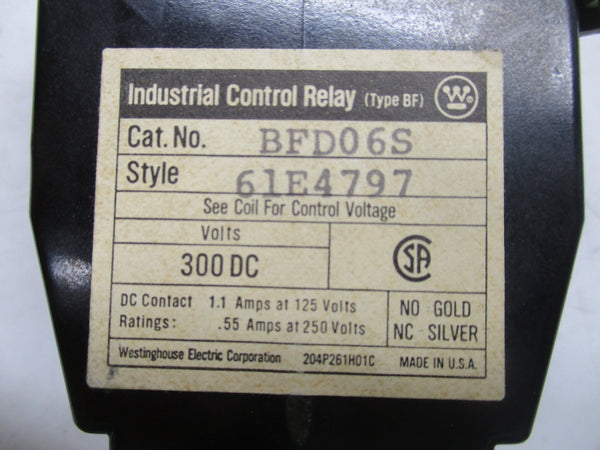 Industrial Control Relay (Type BF) W ®
Cat. No. BFD06S
Style 61E4797
See Coil For Control Voltage
Volts
300 DC
CSA
DC Contact 1.1 Amps at 125 Volts
Ratings: .55 Amps at 250 Volts
NO - GOLD
NC - SILVER
Westinghouse Electric Corporation 204P261H01C MADE IN U.S.A.